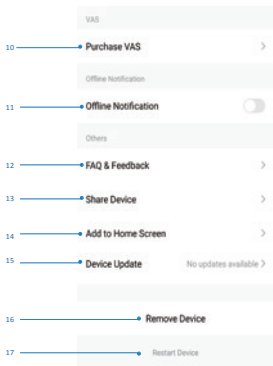 VAS
10 Purchase VAS >
Offline Notification
11 Offline Notification
Others
12 FAQ & Feedback >
13 Share Device >
14 Add to Home Screen >
15 Device Update No updates available >
16 Remove Device
17 Restart Device